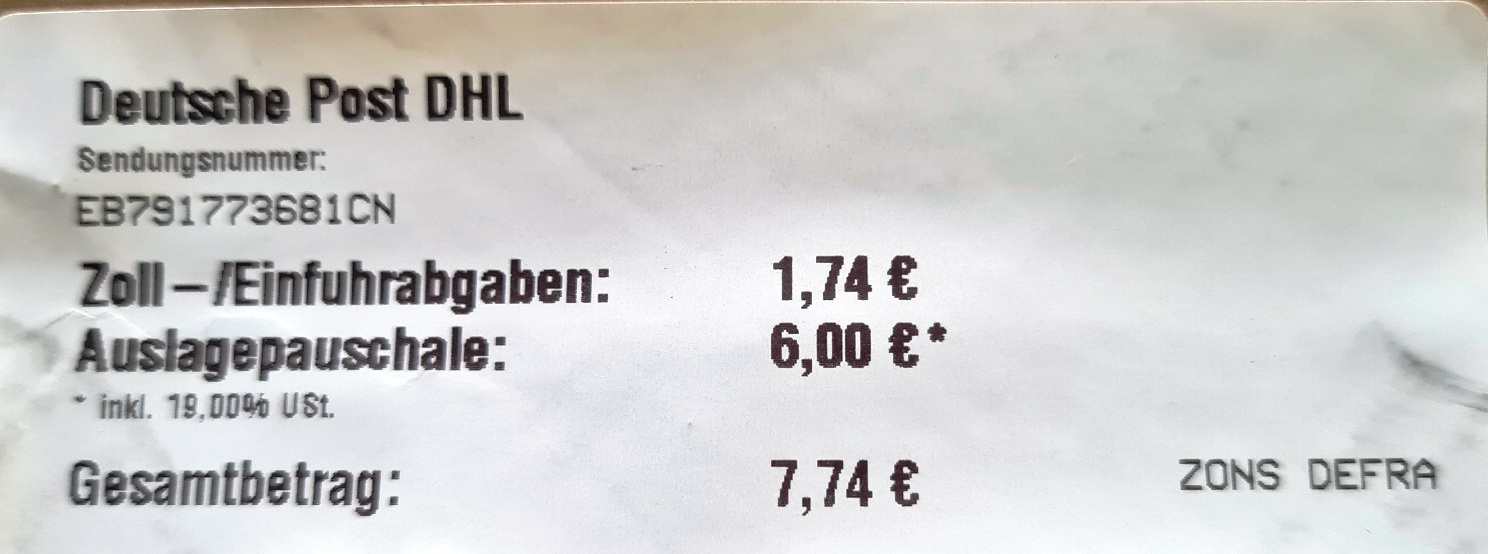 Deutsche Post DHL
Sendungsnummer:
EB791773681CN
Zoll-/Einfuhrabgaben: 1,74 €
Auslagepauschale: 6,00 €*
* inkl. 19,00% USt.
Gesamtbetrag: 7,74 € ZONS DEFRA